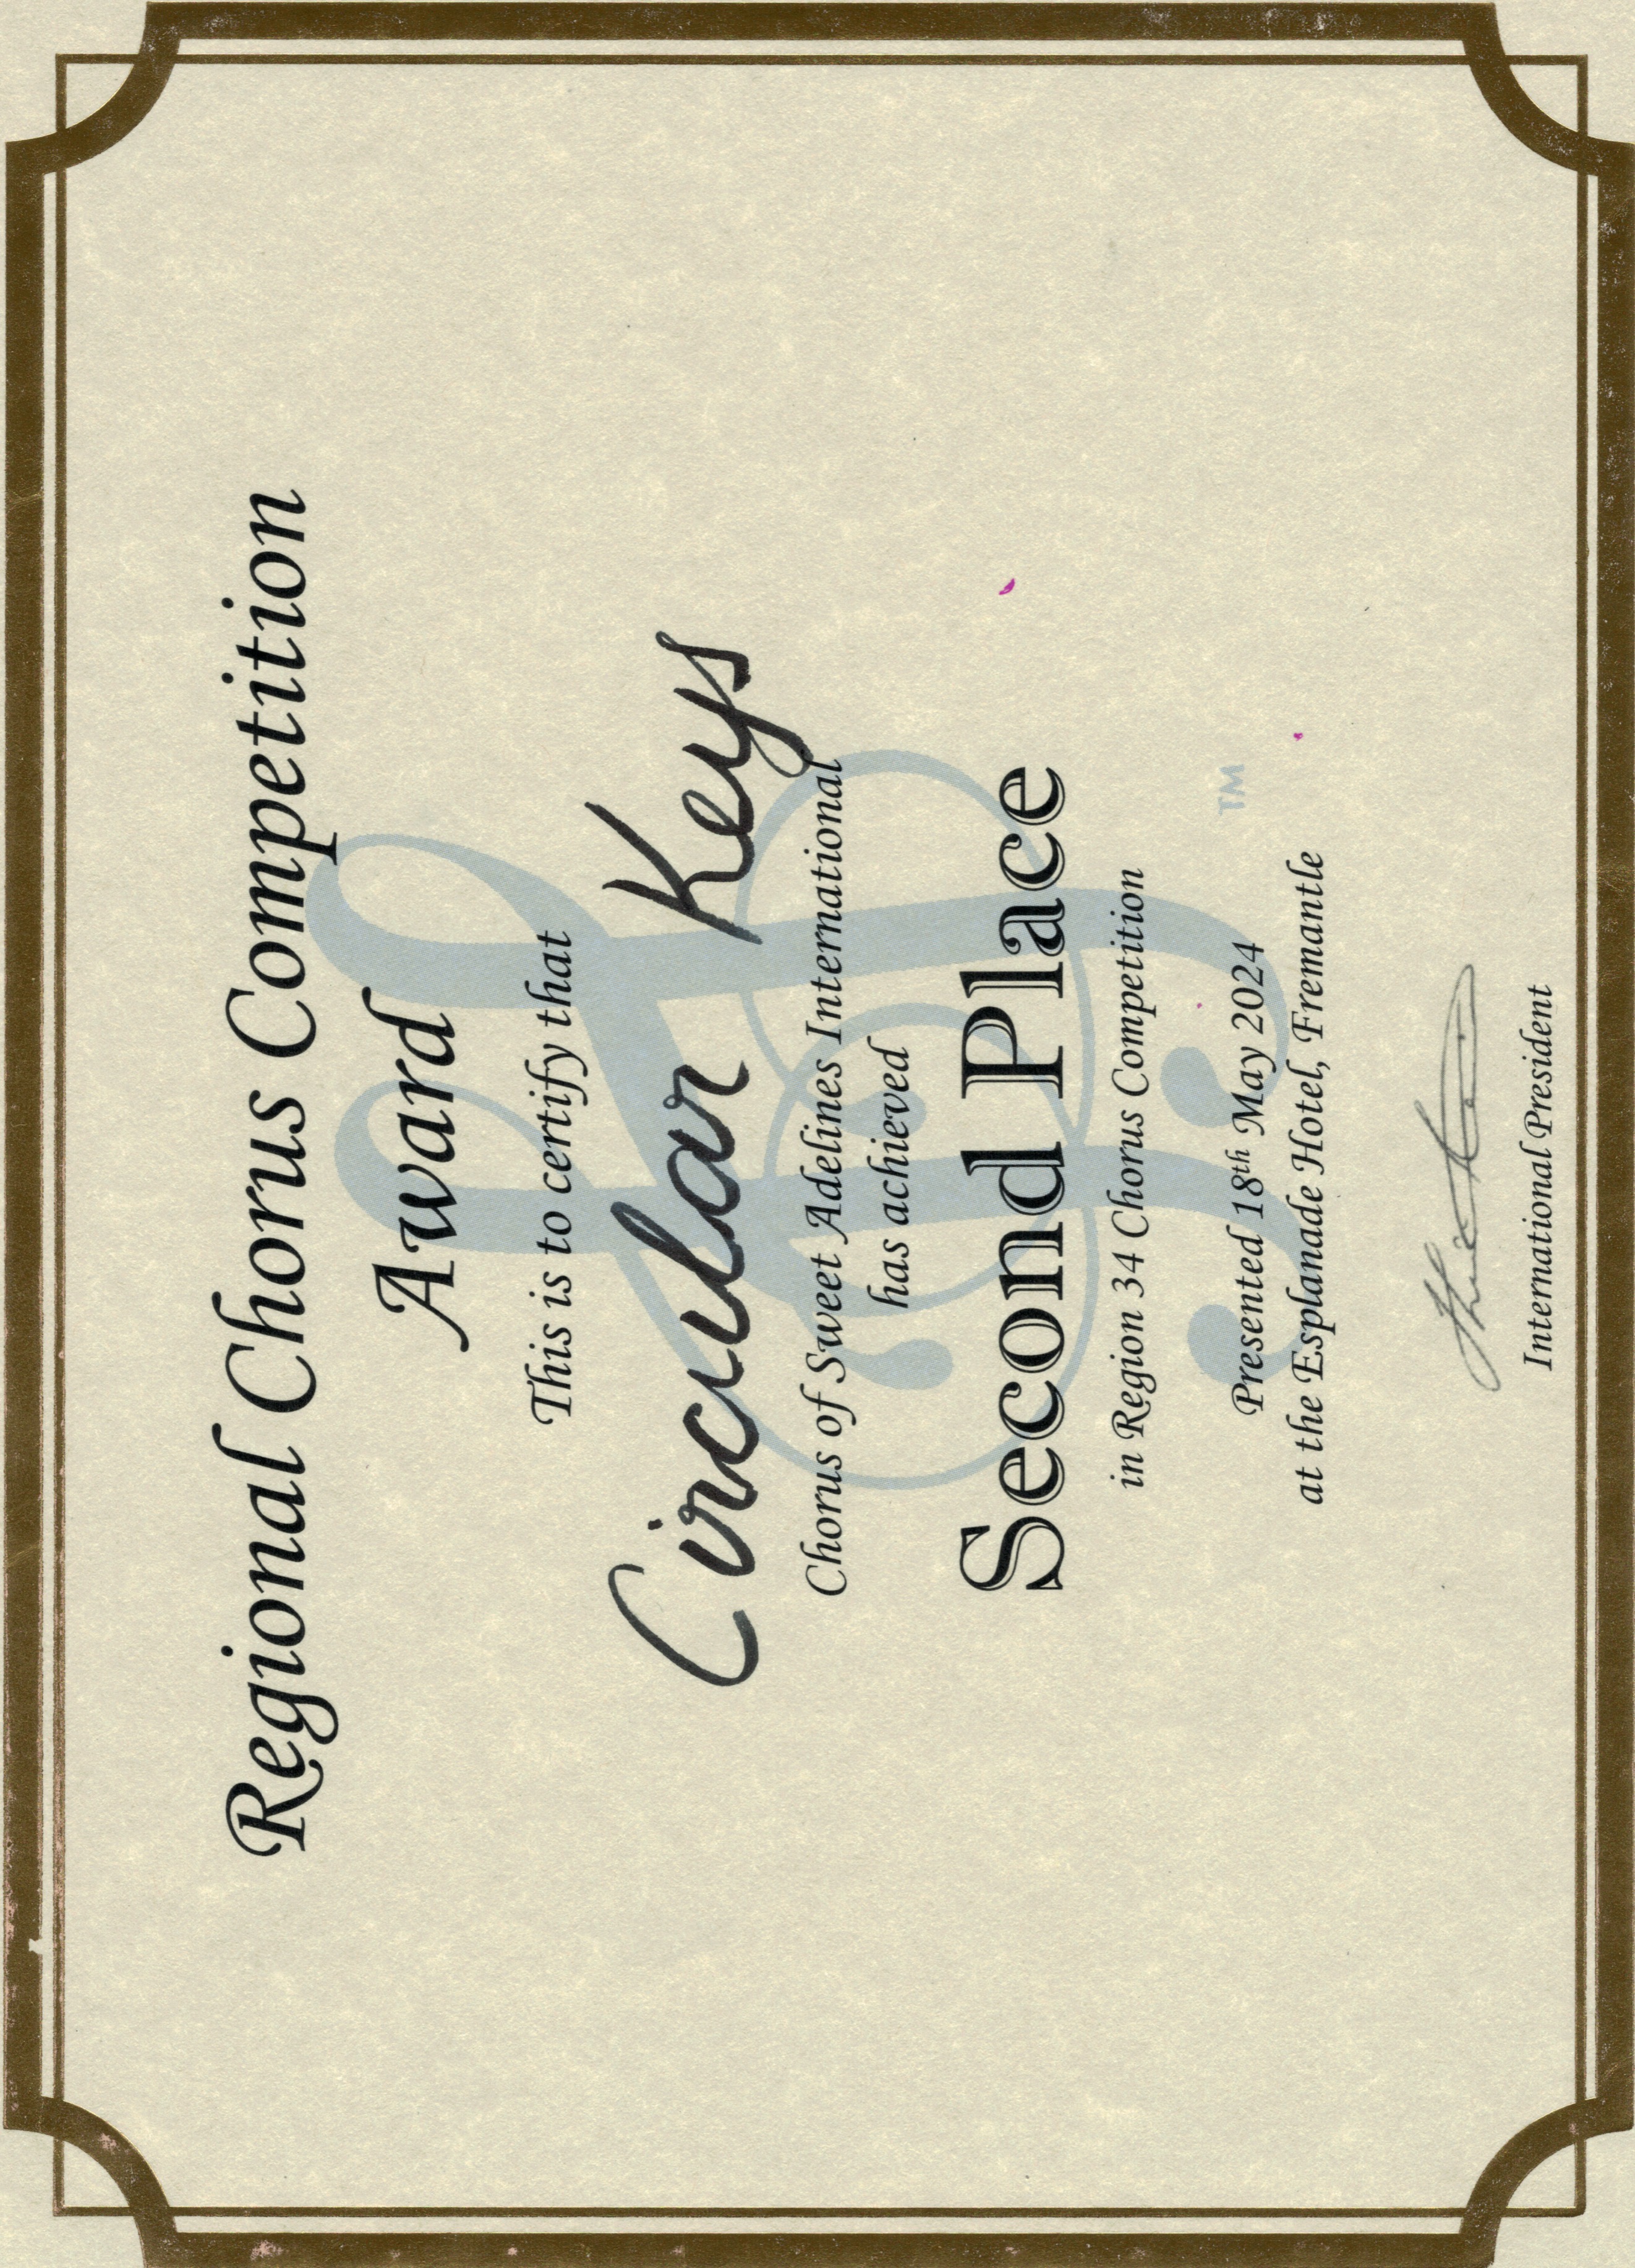 Regional Chorus Competition
Award
This is to certify that
Circular Keys
Chorus of Sweet Adelines International
has achieved
Second Place
in Region 34 Chorus Competition
Presented 18th May 2024
at the Esplanade Hotel, Fremantle
International President
TM